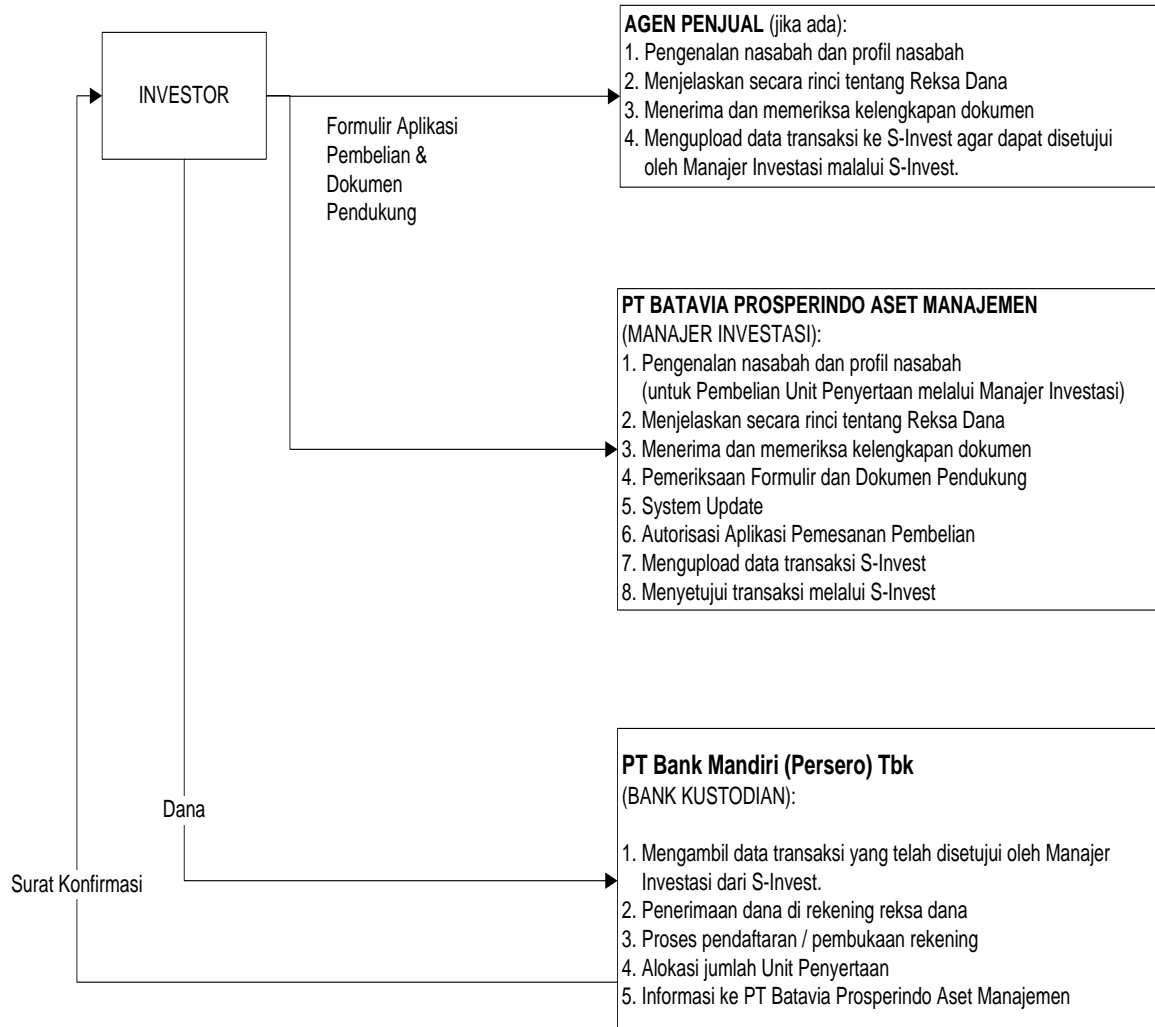 INVESTOR
Formulir Aplikasi
Pembelian &
Dokumen
Pendukung
AGEN PENJUAL (jika ada):
1. Pengenalan nasabah dan profil nasabah
2. Menjelaskan secara rinci tentang Reksa Dana
3. Menerima dan memeriksa kelengkapan dokumen
4. Mengupload data transaksi ke S-Invest agar dapat disetujui
oleh Manajer Investasi malalui S-Invest.
PT BATAVIA PROSPERINDO ASET MANAJEMEN
(MANAJER INVESTASI):
1. Pengenalan nasabah dan profil nasabah
(untuk Pembelian Unit Penyertaan melalui Manajer Investasi)
2. Menjelaskan secara rinci tentang Reksa Dana
3. Menerima dan memeriksa kelengkapan dokumen
4. Pemeriksaan Formulir dan Dokumen Pendukung
5. System Update
6. Autorisasi Aplikasi Pemesanan Pembelian
7. Mengupload data transaksi S-Invest
8. Menyetujui transaksi melalui S-Invest
Dana
Surat Konfirmasi
PT Bank Mandiri (Persero) Tbk
(BANK KUSTODIAN):
1. Mengambil data transaksi yang telah disetujui oleh Manajer
Investasi dari S-Invest.
2. Penerimaan dana di rekening reksa dana
3. Proses pendaftaran / pembukaan rekening
4. Alokasi jumlah Unit Penyertaan
5. Informasi ke PT Batavia Prosperindo Aset Manajemen